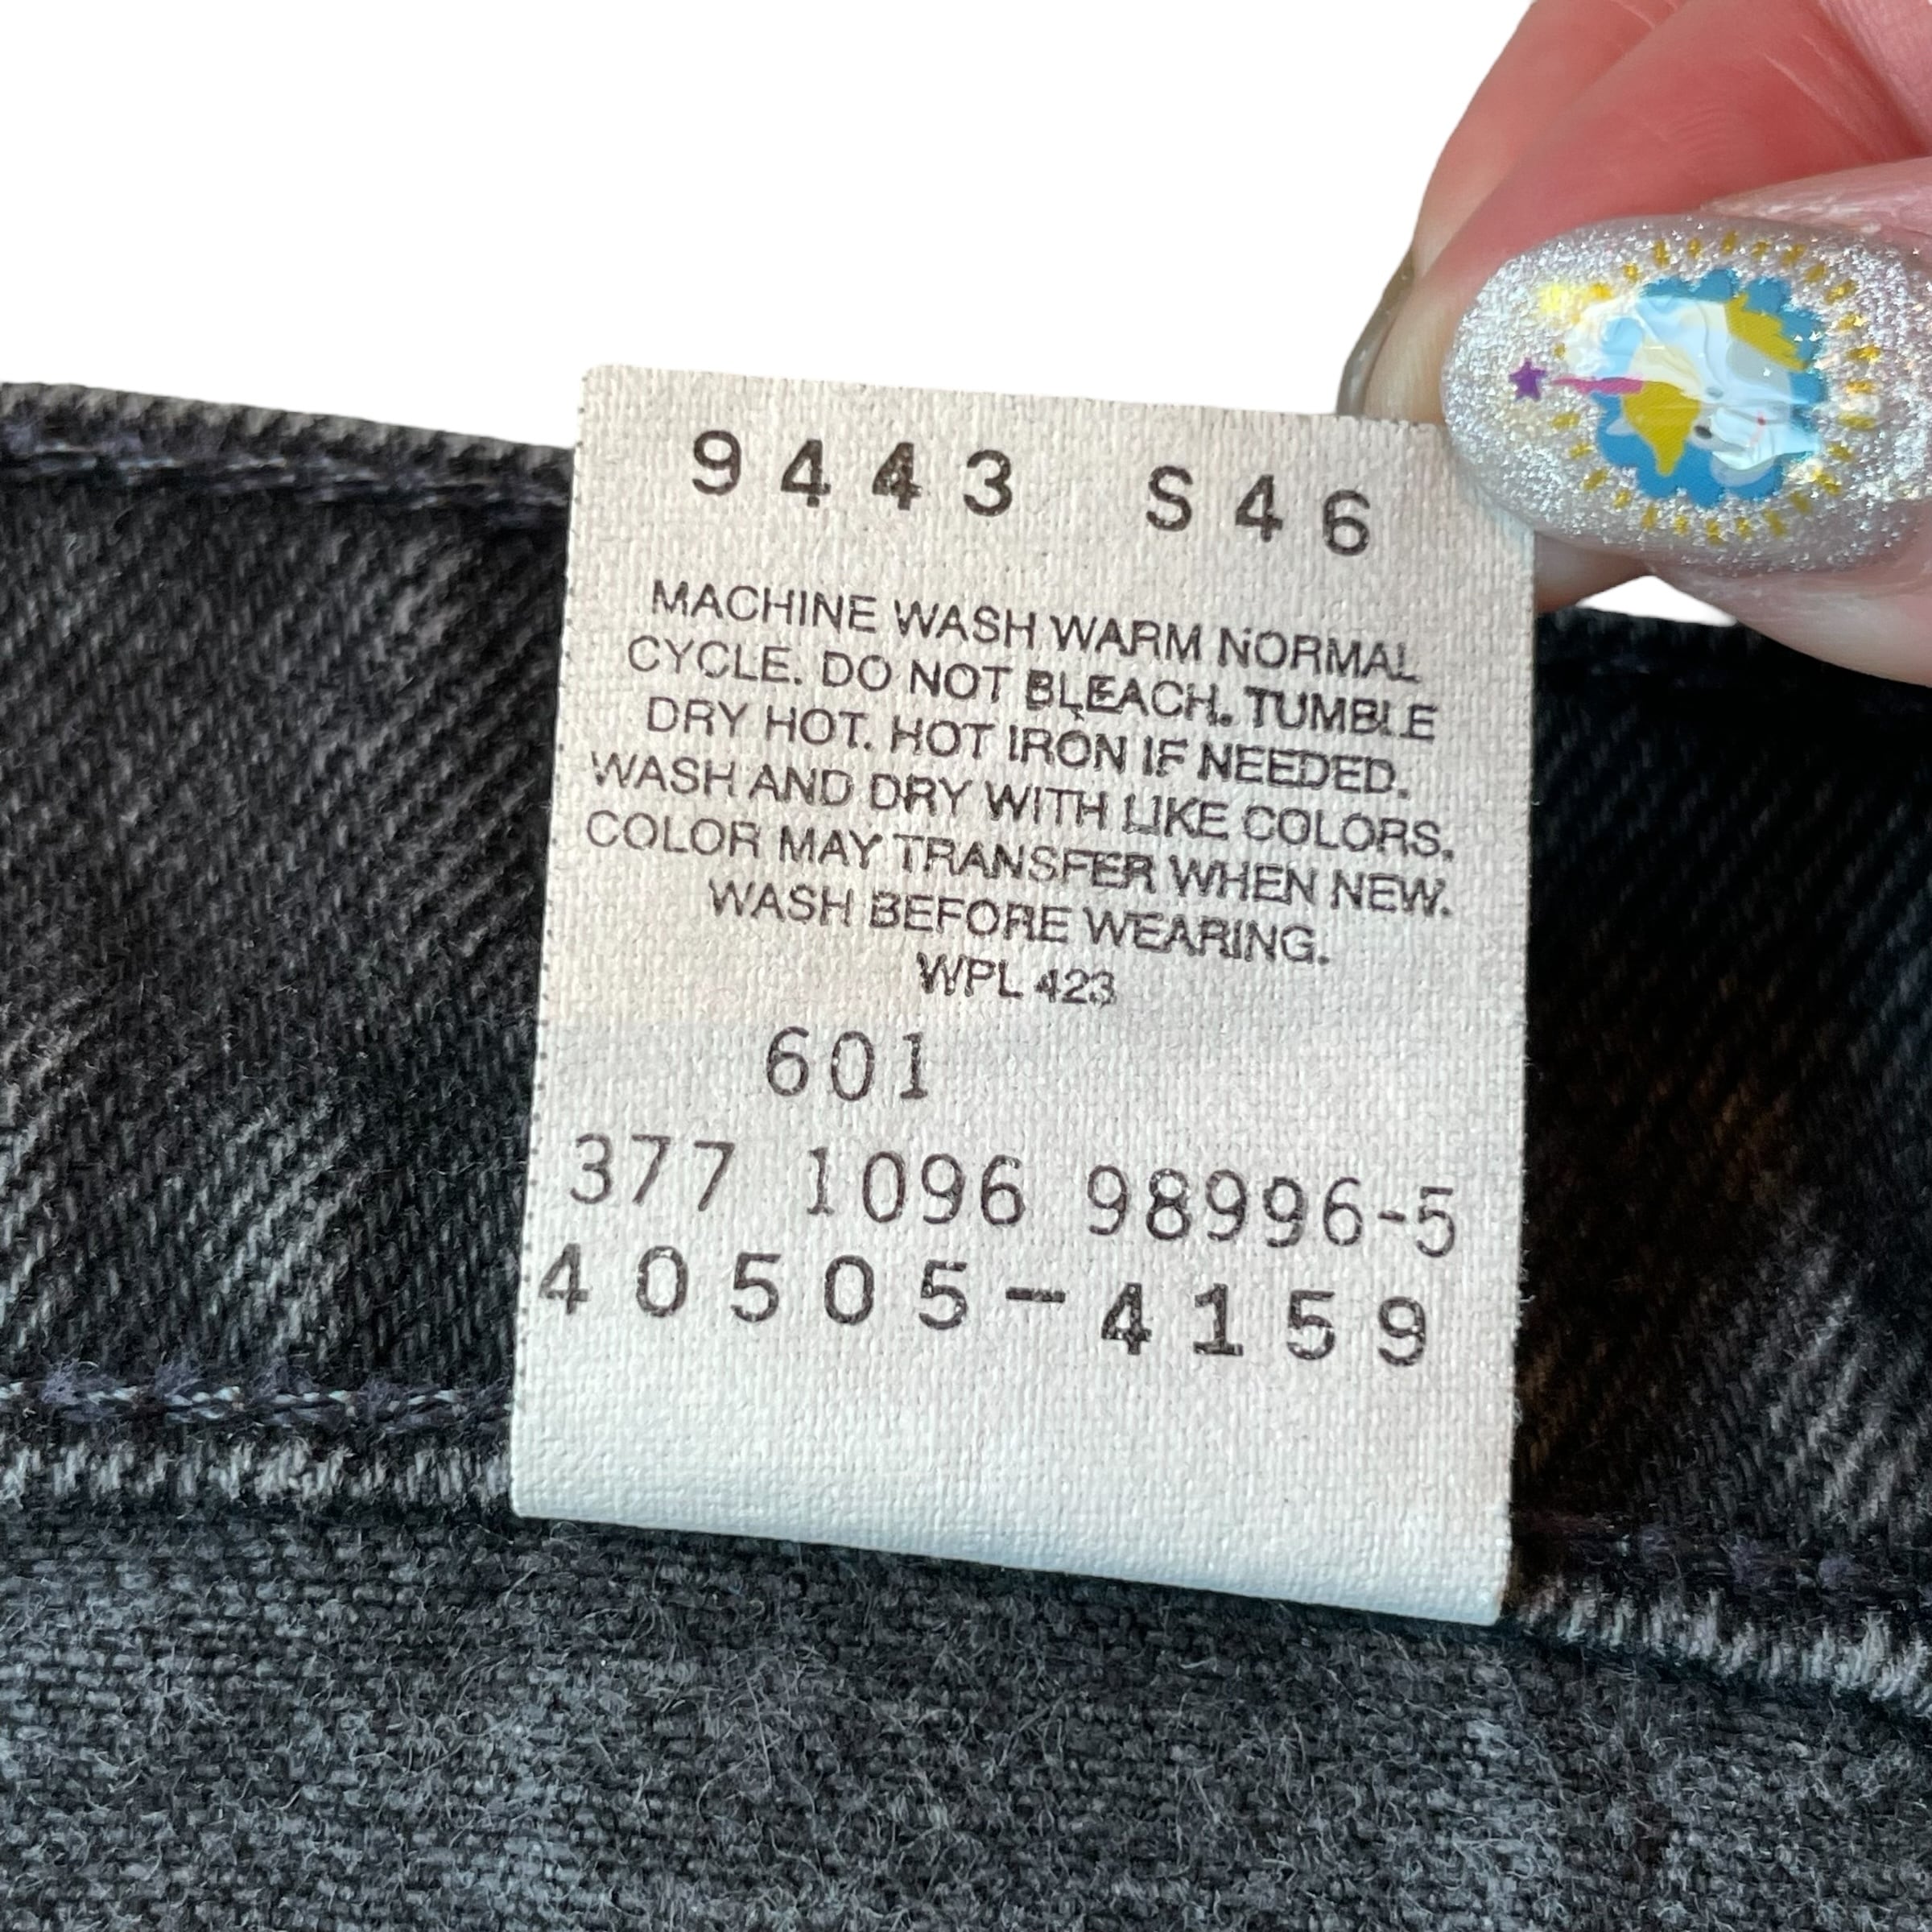 9443 S46
MACHINE WASH WARM NORMAL
CYCLE. DO NOT BLEACH. TUMBLE
DRY HOT. HOT IRON IF NEEDED.
WASH AND DRY WITH LIKE COLORS.
COLOR MAY TRANSFER WHEN NEW.
WASH BEFORE WEARING.
WPL 423
601
377 1096 98996-5
40505-4159